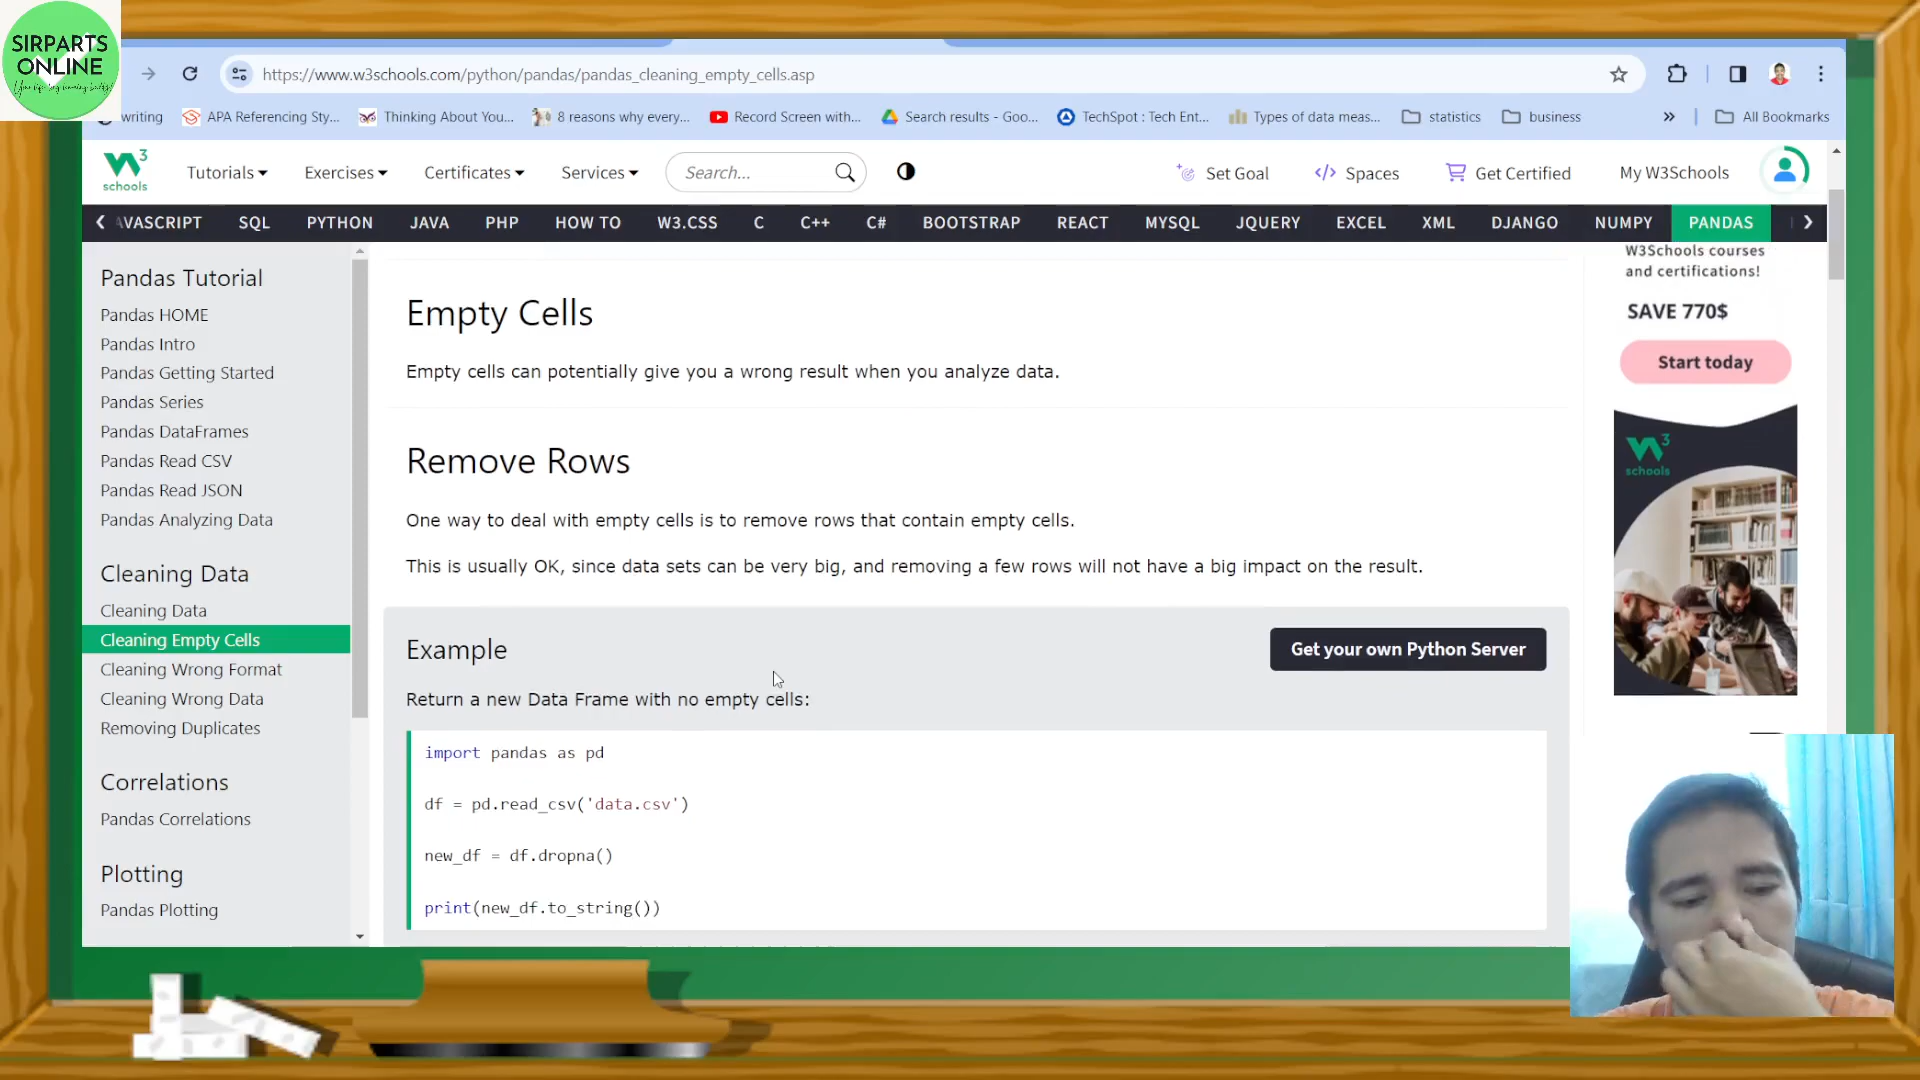 SIRPARTS
ONLINE
https://www.w3schools.com/python/pandas/pandas_cleaning_empty_cells.asp
writing
APA Referencing Sty...
Thinking About You...
8 reasons why every...
Record Screen with...
Search results - Goo...
TechSpot : Tech Ent...
Types of data meas...
statistics
business
»
All Bookmarks
W3
schools
Tutorials
Exercises
Certificates
Services
Search...
Set Goal
Spaces
Get Certified
My W3Schools
AVASCRIPT
SQL
PYTHON
JAVA
PHP
HOW TO
W3.CSS
C
C++
C#
BOOTSTRAP
REACT
MYSQL
JQUERY
EXCEL
XML
DJANGO
NUMPY
PANDAS
Pandas Tutorial
Pandas HOME
Pandas Intro
Pandas Getting Started
Pandas Series
Pandas DataFrames
Pandas Read CSV
Pandas Read JSON
Pandas Analyzing Data
Cleaning Data
Cleaning Data
Cleaning Empty Cells
Cleaning Wrong Format
Cleaning Wrong Data
Removing Duplicates
Correlations
Pandas Correlations
Plotting
Pandas Plotting
Empty Cells
Empty cells can potentially give you a wrong result when you analyze data.
Remove Rows
One way to deal with empty cells is to remove rows that contain empty cells.
This is usually OK, since data sets can be very big, and removing a few rows will not have a big impact on the result.
Example
Get your own Python Server
Return a new Data Frame with no empty cells:
import pandas as pd
df = pd.read_csv('data.csv')
new_df = df.dropna()
print(new_df.to_string())
W3Schools courses
and certifications!
SAVE 770$
Start today
W3
schools